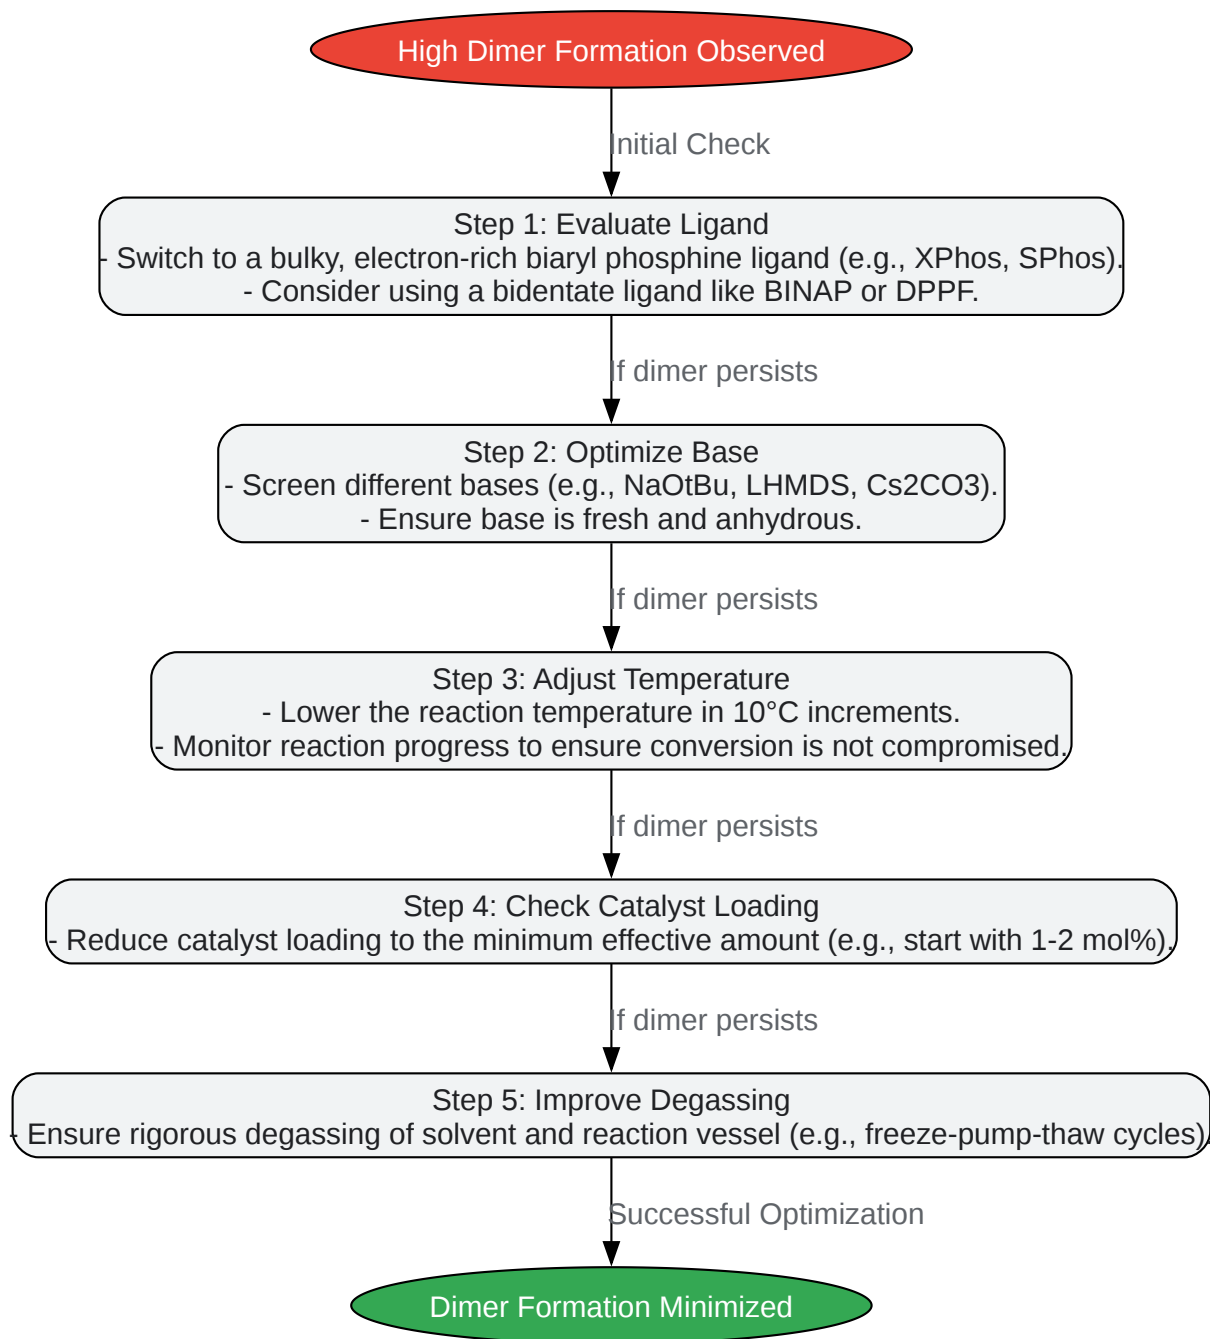 High Dimer Formation Observed
Initial Check
Step 1: Evaluate Ligand
- Switch to a bulky, electron-rich biaryl phosphine ligand (e.g., XPhos, SPhos).
- Consider using a bidentate ligand like BINAP or DPPF.
If dimer persists
Step 2: Optimize Base
- Screen different bases (e.g., NaOtBu, LHMDS, Cs2CO3).
- Ensure base is fresh and anhydrous.
If dimer persists
Step 3: Adjust Temperature
- Lower the reaction temperature in 10°C increments.
- Monitor reaction progress to ensure conversion is not compromised.
If dimer persists
Step 4: Check Catalyst Loading
- Reduce catalyst loading to the minimum effective amount (e.g., start with 1-2 mol%).
If dimer persists
Step 5: Improve Degassing
- Ensure rigorous degassing of solvent and reaction vessel (e.g., freeze-pump-thaw cycles).
Successful Optimization
Dimer Formation Minimized